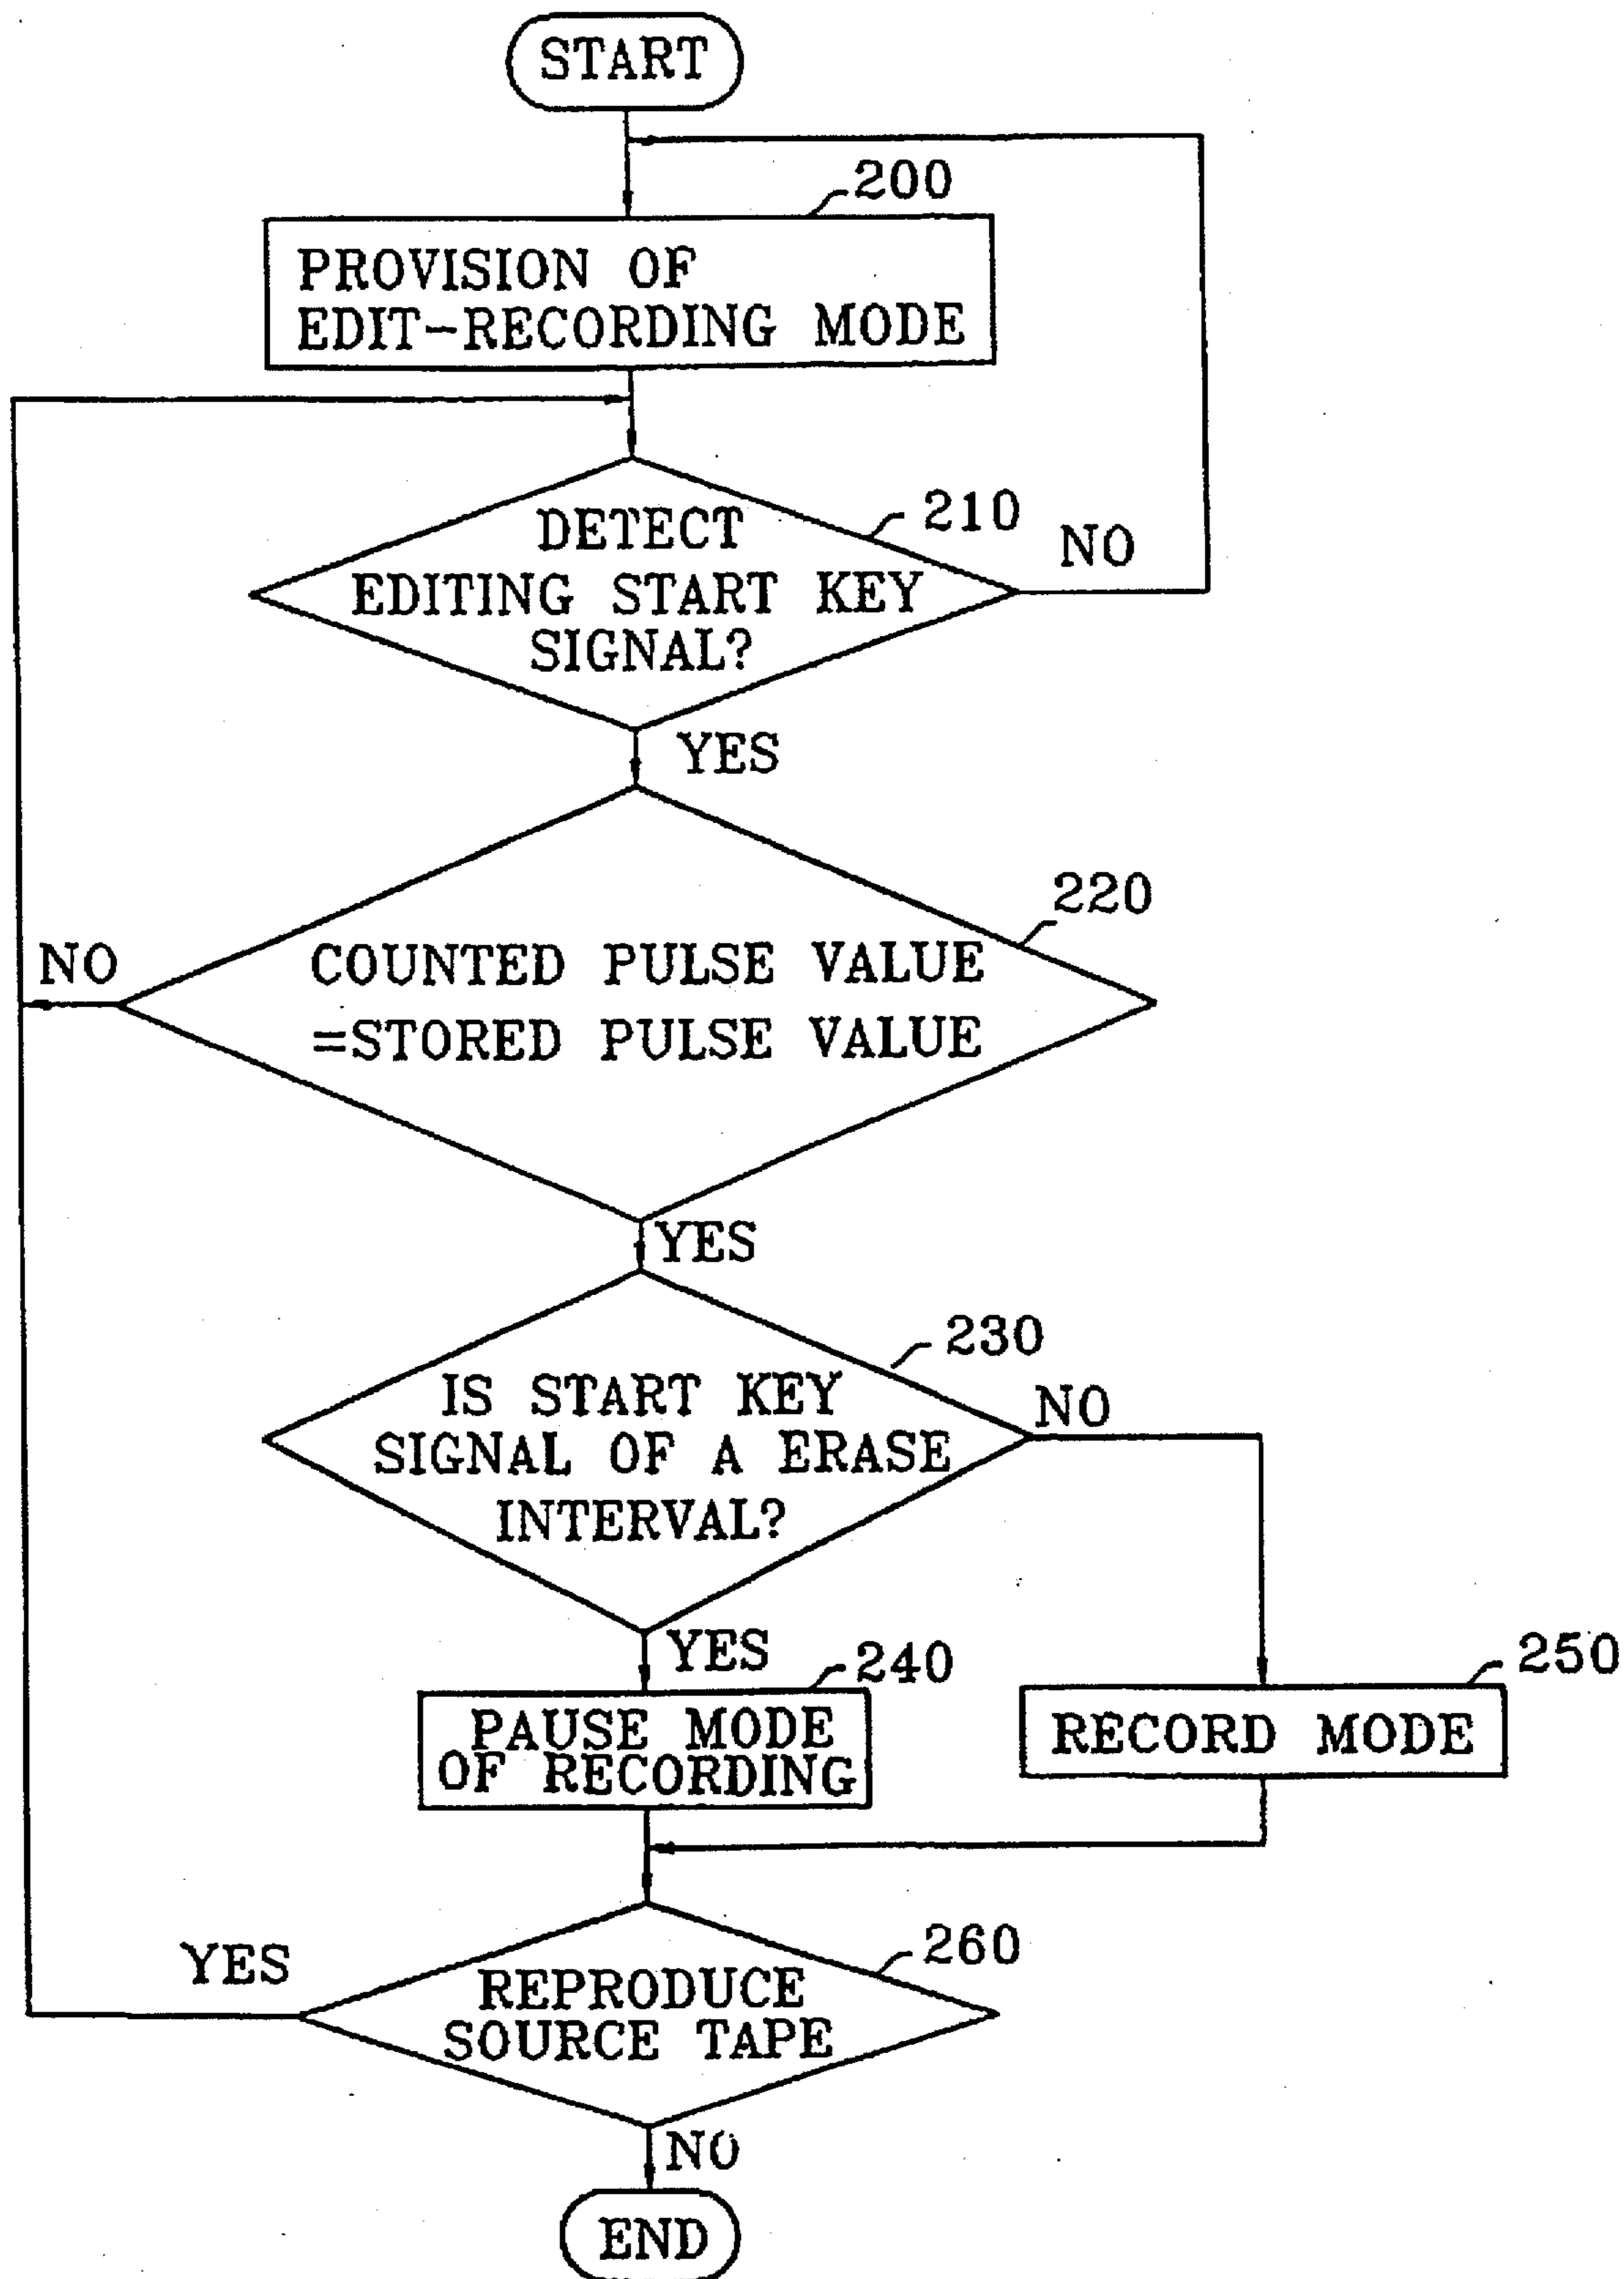 START
200
PROVISION OF
EDIT-RECORDING MODE
210
DETECT
EDITING START KEY
SIGNAL?
NO
YES
220
COUNTED PULSE VALUE
=STORED PULSE VALUE
NO
YES
230
IS START KEY
SIGNAL OF A ERASE
INTERVAL?
NO
YES
240
PAUSE MODE
OF RECORDING
250
RECORD MODE
260
REPRODUCE
SOURCE TAPE
YES
NO
END